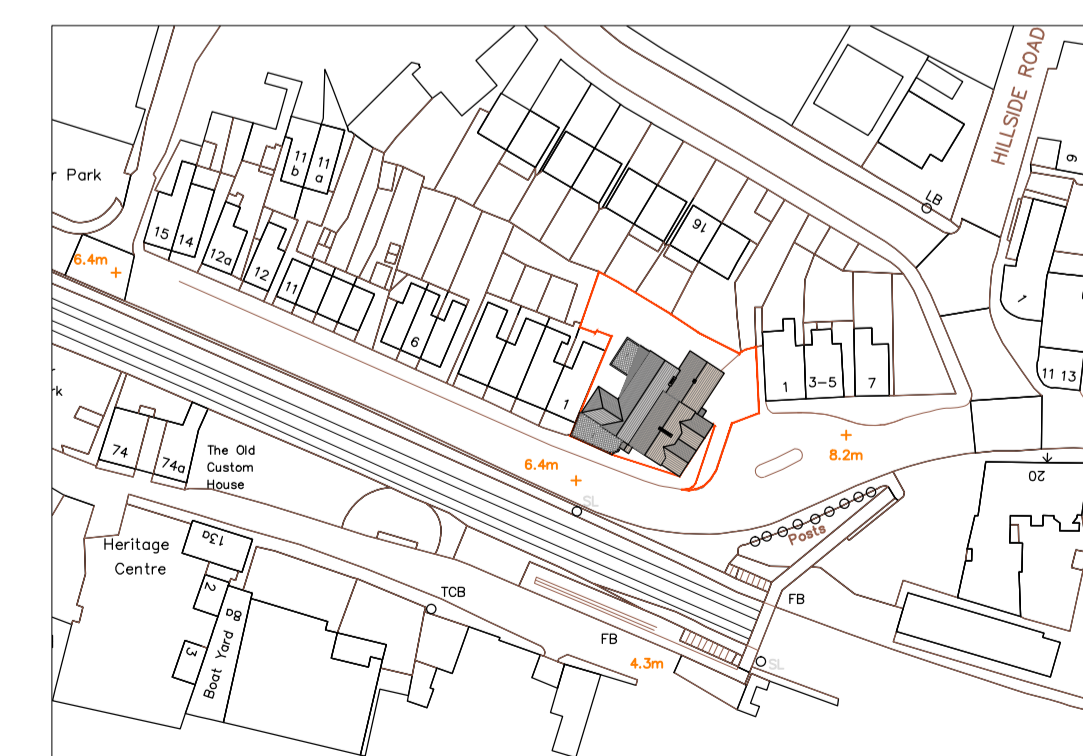 HILLSIDE ROAD
9
11 b
11 a
r Park
LB
16
15
14
12a
12
11
6
1
6.4m
1
3-5
7
1
11 13
rk
74
74a
The Old
Custom
House
6.4m
8.2m
SL
20
Posts
Heritage
Centre
13a
2
8a
3
Boat Yard
TCB
FB
FB
4.3m
SL